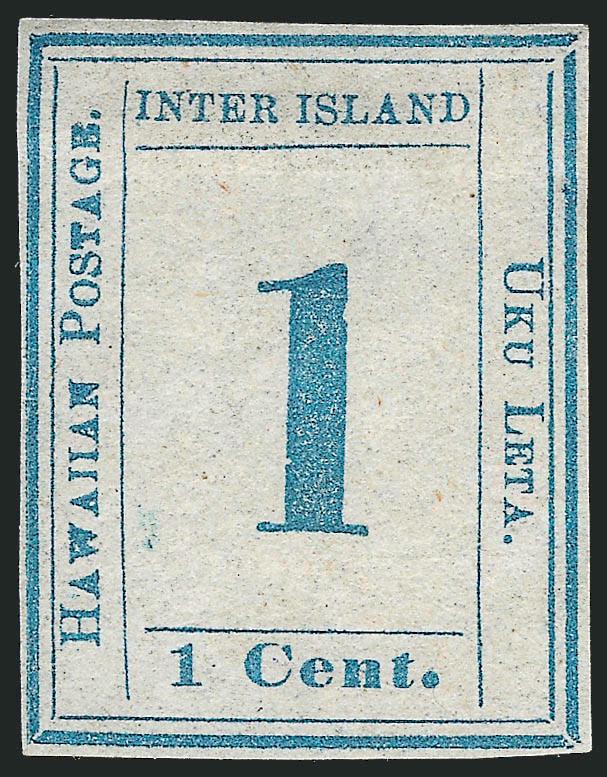 INTER ISLAND
HAWAIIAN POSTAGE.
1
UKU LETA.
1 Cent.